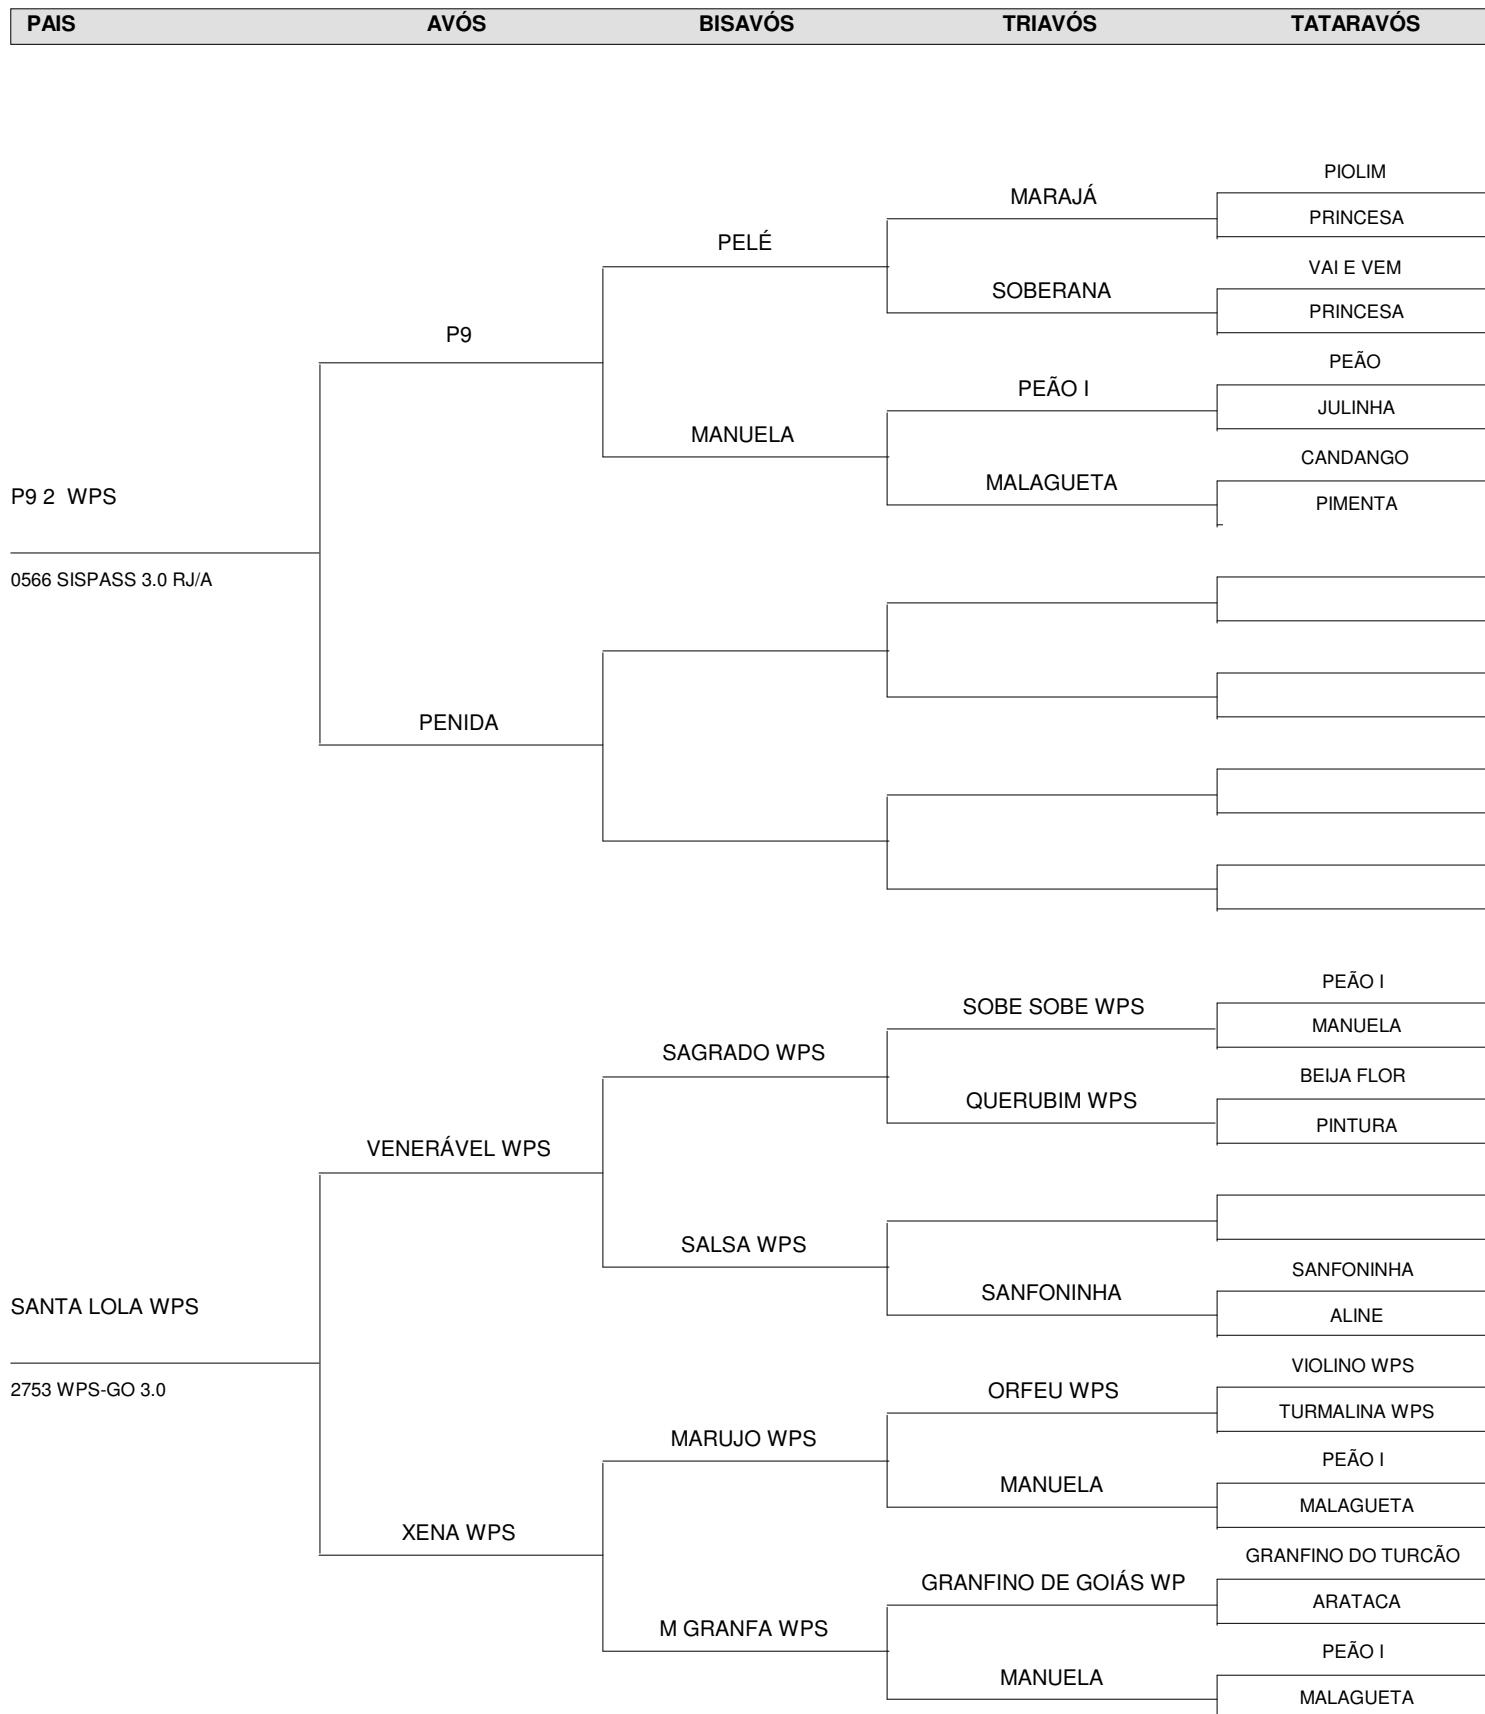 PAIS AVÓS BISAVÓS TRIAVÓS TATARAVÓS
PIOLIM
MARAJÁ
PRINCESA
PELÉ
VAI E VEM
SOBERANA
PRINCESA
P9
PEÃO
PEÃO I
JULINHA
MANUELA
CANDANGO
MALAGUETA
P9 2 WPS
PIMENTA
0566 SISPASS 3.0 RJ/A
PENIDA
PEÃO I
SOBE SOBE WPS
MANUELA
SAGRADO WPS
BEIJA FLOR
QUERUBIM WPS
PINTURA
VENERÁVEL WPS
SALSA WPS
SANFONINHA
SANFONINHA
SANTA LOLA WPS
ALINE
VIOLINO WPS
2753 WPS-GO 3.0
ORFEU WPS
TURMALINA WPS
MARUJO WPS
PEÃO I
MANUELA
MALAGUETA
XENA WPS
GRANFINO DO TURCÃO
GRANFINO DE GOIÁS WP
ARATACA
M GRANFA WPS
PEÃO I
MANUELA
MALAGUETA